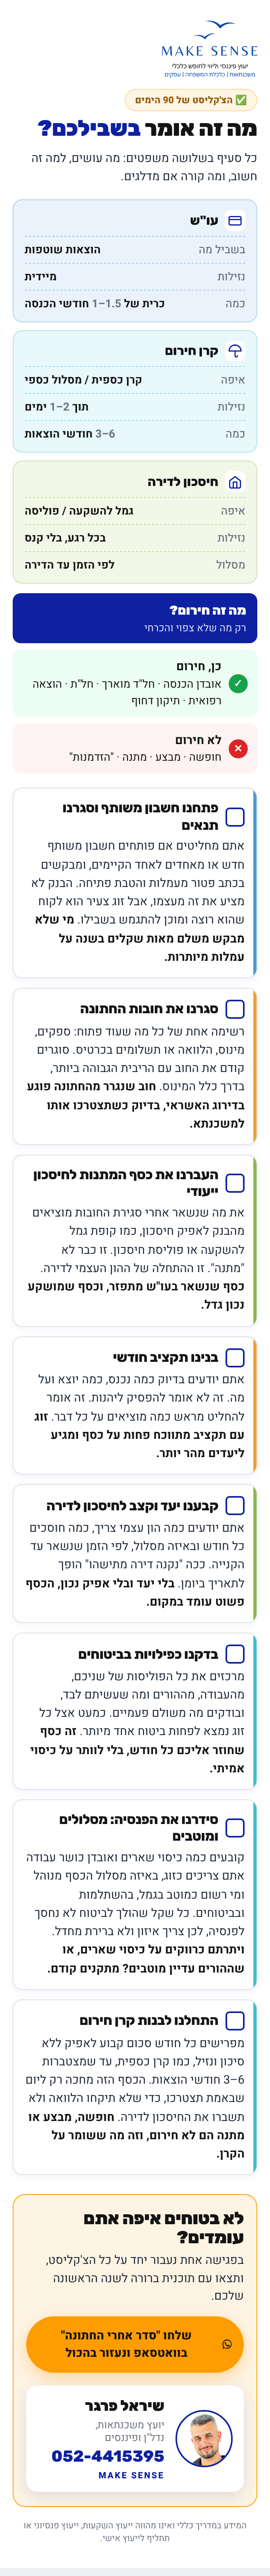 MAKE SENSE
יעוץ פיננסי וליווי לחופש כלכלי
משכנתאות | כלכלת המשפחה | עסקים
✅ הצ'קליסט של 90 הימים
מה זה אומר בשבילכם?
כל סעיף בשלושה משפטים: מה עושים, למה זה
חשוב, ומה קורה אם מדלגים.
עו"ש
בשביל מה הוצאות שוטפות
נזילות מיידית
כמה כרית של 1–1.5 חודשי הכנסה
קרן חירום
איפה קרן כספית / מסלול כספי
נזילות תוך 1–2 ימים
כמה 3–6 חודשי הוצאות
חיסכון לדירה
איפה גמל להשקעה / פוליסה
נזילות בכל רגע, בלי קנס
מסלול לפי הזמן עד הדירה
מה זה חירום?
רק מה שלא צפוי והכרחי
כן, חירום
אובדן הכנסה · חל"ד מוארך · חל"ת · הוצאה
רפואית · תיקון דחוף
לא חירום
חופשה · מבצע · מתנה · "הזדמנות"
פתחנו חשבון משותף וסגרנו
תנאים
אתם מחליטים אם פותחים חשבון משותף
חדש או מאחדים לאחד הקיימים, ומבקשים
בכתב פטור מעמלות והטבת פתיחה. הבנק לא
מציע את זה מעצמו, אבל זוג צעיר הוא לקוח
שהוא רוצה ומוכן להתגמש בשבילו. מי שלא
מבקש משלם מאות שקלים בשנה על
עמלות מיותרות.
סגרנו את חובות החתונה
רשימה אחת של כל מה שעוד פתוח: ספקים,
מינוס, הלוואה או תשלומים בכרטיס. סוגרים
קודם את החוב עם הריבית הגבוהה ביותר,
בדרך כלל המינוס. חוב שנגרר מהחתונה פוגע
בדירוג האשראי, בדיוק כשתצטרכו אותו
למשכנתא.
העברנו את כסף המתנות לחיסכון
ייעודי
את מה שנשאר אחרי סגירת החובות מוציאים
מהבנק לאפיק חיסכון, כמו קופת גמל
להשקעה או פוליסת חיסכון. זו כבר לא
"מתנה". זו ההתחלה של ההון העצמי לדירה.
כסף שנשאר בעו"ש מתפזר, וכסף שמושקע
נכון גדל.
בנינו תקציב חודשי
אתם יודעים בדיוק כמה נכנס, כמה יוצא ועל
מה. זה לא אומר להפסיק ליהנות. זה אומר
להחליט מראש כמה מוציאים על כל דבר. זוג
עם תקציב מתווכח פחות על כסף ומגיע
ליעדים מהר יותר.
קבענו יעד וקצב לחיסכון לדירה
אתם יודעים כמה הון עצמי צריך, כמה חוסכים
כל חודש ובאיזה מסלול, לפי הזמן שנשאר עד
הקנייה. ככה "נקנה דירה מתישהו" הופך
לתאריך ביומן. בלי יעד ובלי אפיק נכון, הכסף
פשוט עומד במקום.
בדקנו כפילויות בביטוחים
מרכזים את כל הפוליסות של שניכם,
מהעבודה, מההורים ומה שעשיתם לבד,
ובודקים מה משולם פעמיים. כמעט אצל כל
זוג נמצא לפחות ביטוח אחד מיותר. זה כסף
שחוזר אליכם כל חודש, בלי לוותר על כיסוי
אמיתי.
סידרנו את הפנסיה: מסלולים
ומוטבים
קובעים כמה כיסוי שארים ואובדן כושר עבודה
אתם צריכים כזוג, באיזה מסלול הכסף מנוהל
ומי רשום כמוטב בגמל, בהשתלמות
ובביטוחים. כל שקל שהולך לביטוח לא נחסך
לפנסיה, לכן צריך איזון ולא ברירת מחדל.
ויתרתם כרווקים על כיסוי שארים, או
שההורים עדיין מוטבים? מתקנים קודם.
התחלנו לבנות קרן חירום
מפרישים כל חודש סכום קבוע לאפיק ללא
סיכון ונזיל, כמו קרן כספית, עד שמצטברות
3–6 חודשי הוצאות. הכסף הזה מחכה רק ליום
שבאמת תצטרכו, כדי שלא תיקחו הלוואה ולא
תשברו את החיסכון לדירה. חופשה, מבצע או
מתנה הם לא חירום, וזה מה ששומר על
הקרן.
לא בטוחים איפה אתם
עומדים?
בפגישה אחת נעבור יחד על כל הצ'קליסט,
ותצאו עם תוכנית ברורה לשנה הראשונה
שלכם.
שלחו "סדר אחרי החתונה"
בוואטסאפ ונעזור בהכול
שיראל פרגר
יועץ משכנתאות,
נדל"ן ופיננסים
052-4415395
MAKE SENSE
המידע במדריך כללי ואינו מהווה ייעוץ השקעות, ייעוץ פנסיוני או
תחליף לייעוץ אישי.